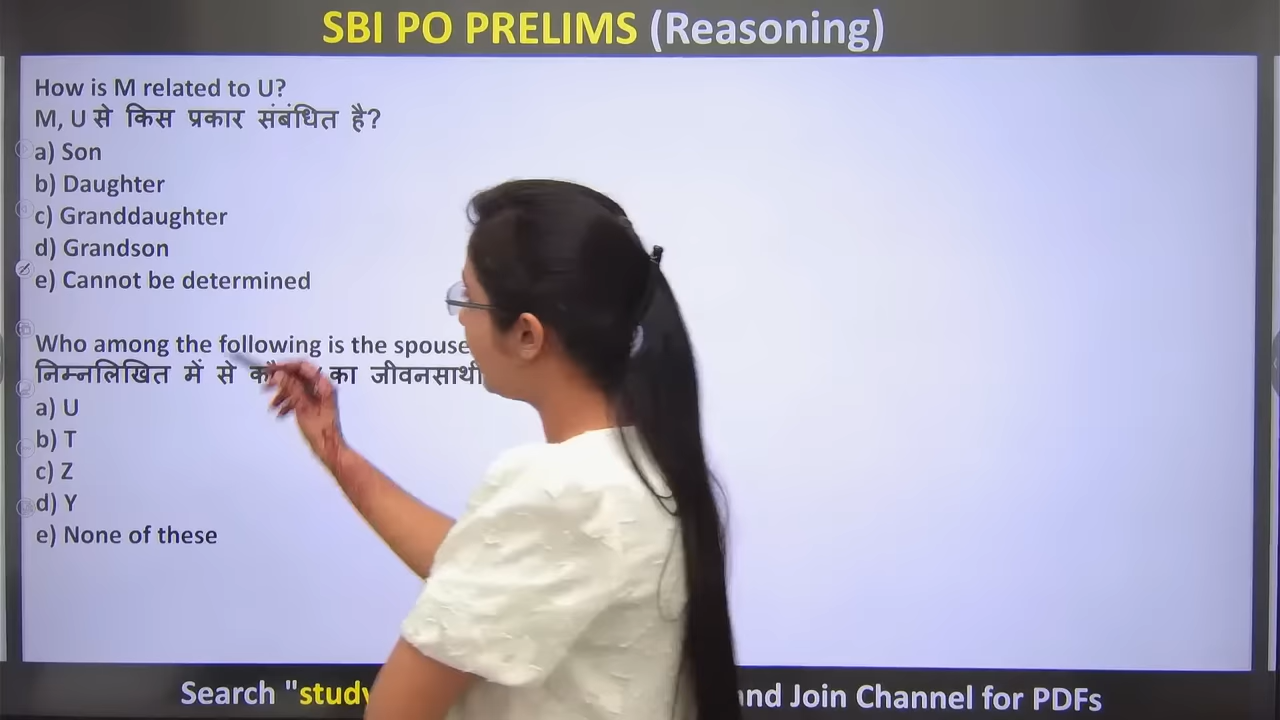 SBI PO PRELIMS (Reasoning)
How is M related to U?
M, U से किस प्रकार संबंधित है?
a) Son
b) Daughter
c) Granddaughter
d) Grandson
e) Cannot be determined
Who among the following is the spouse
निम्नलिखित में से का जीवनसाथी
a) U
b) T
c) Z
d) Y
e) None of these
Search "study and Join Channel for PDFs